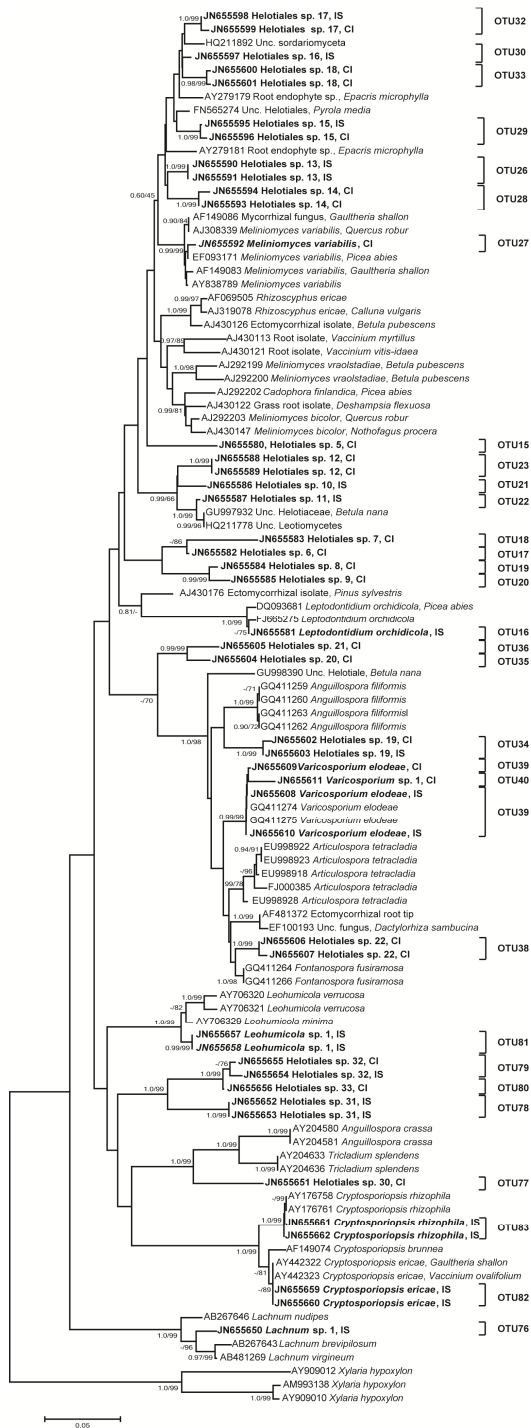 1.0/99
JN655598 Helotiales sp. 17, IS
JN655599 Helotiales sp. 17, CI
OTU32
HQ211892 Unc. sordariomyceta
JN655597 Helotiales sp. 16, IS
OTU30
JN655600 Helotiales sp. 18, CI
0.98/99
JN655601 Helotiales sp. 18, CI
OTU33
AY279179 Root endophyte sp., Epacris microphylla
FN565274 Unc. Helotiales, Pyrola media
JN655595 Helotiales sp. 15, IS
1.0/99
JN655596 Helotiales sp. 15, CI
OTU29
AY279181 Root endophyte sp., Epacris microphylla
JN655590 Helotiales sp. 13, IS
1.0/99
JN655591 Helotiales sp. 13, IS
OTU26
0.60/45
JN655594 Helotiales sp. 14, CI
1.0/99
JN655593 Helotiales sp. 14, CI
OTU28
0.90/84
AF149086 Mycorrhizal fungus, Gaultheria shallon
AJ308339 Meliniomyces variabilis, Quercus robur
JN655592 Meliniomyces variabilis, CI
OTU27
0.99/99
EF093171 Meliniomyces variabilis, Picea abies
AF149083 Meliniomyces variabilis, Gaultheria shallon
AY838789 Meliniomyces variabilis
0.99/97
AF069505 Rhizoscyphus ericae
AJ319078 Rhizoscyphus ericae, Calluna vulgaris
1.0/99
AJ430126 Ectomycorrhizal isolate, Betula pubescens
AJ430113 Root isolate, Vaccinium myrtillus
0.97/89
AJ430121 Root isolate, Vaccinium vitis-idaea
AJ292199 Meliniomyces vraolstadiae, Betula pubescens
1.0/98
AJ292200 Meliniomyces vraolstadiae, Betula pubescens
AJ292202 Cadophora finlandica, Picea abies
AJ430122 Grass root isolate, Deshampsia flexuosa
0.99/81
AJ292203 Meliniomyces bicolor, Quercus robur
AJ430147 Meliniomyces bicolor, Nothofagus procera
JN655580, Helotiales sp. 5, CI
OTU15
JN655588 Helotiales sp. 12, CI
1.0/99
JN655589 Helotiales sp. 12, CI
OTU23
JN655586 Helotiales sp. 10, IS
OTU21
0.99/66
JN655587 Helotiales sp. 11, IS
OTU22
1.0/99
GU997932 Unc. Helotiaceae, Betula nana
0.99/96
HQ211778 Unc. Leotiomycetes
-/86
JN655583 Helotiales sp. 7, CI
OTU18
JN655582 Helotiales sp. 6, CI
OTU17
JN655584 Helotiales sp. 8, CI
OTU19
0.99/99
JN655585 Helotiales sp. 9, CI
OTU20
AJ430176 Ectomycorrhizal isolate, Pinus sylvestris
0.81/-
DQ093681 Leptodontidium orchidicola, Picea abies
1.0/99
FJ665275 Leptodontidium orchidicola
-/75
JN655581 Leptodontidium orchidicola, IS
OTU16
0.99/99
JN655605 Helotiales sp. 21, CI
OTU36
JN655604 Helotiales sp. 20, CI
OTU35
-/70
GU998390 Unc. Helotiale, Betula nana
-/71
GQ411259 Anguillospora filiformis
1.0/99
GQ411260 Anguillospora filiformis
GQ411263 Anguillospora filiformisl
0.90/72
GQ411262 Anguillospora filiformis
1.0/98
JN655602 Helotiales sp. 19, CI
1.0/99
JN655603 Helotiales sp. 19, IS
OTU34
JN655609 Varicosporium elodeae, CI
OTU39
JN655611 Varicosporium sp. 1, CI
OTU40
JN655608 Varicosporium elodeae, IS
GQ411274 Varicosporium elodeae
OTU39
0.99/99
GQ411275 Varicosporium elodeae
JN655610 Varicosporium elodeae, IS
0.94/91
EU998922 Articulospora tetracladia
EU998923 Articulospora tetracladia
-/96
EU998918 Articulospora tetracladia
.99/78
FJ000385 Articulospora tetracladia
EU998928 Articulospora tetracladia
1.0/99
AF481372 Ectomycorrhizal root tip
EF100193 Unc. fungus, Dactylorhiza sambucina
1.0/99
JN655606 Helotiales sp. 22, CI
JN655607 Helotiales sp. 22, CI
OTU38
GQ411264 Fontanospora fusiramosa
1.0/98
GQ411266 Fontanospora fusiramosa
AY706320 Leohumicola verrucosa
-/82
AY706321 Leohumicola verrucosa
1.0/99
AY706329 Leohumicola minima
JN655657 Leohumicola sp. 1, IS
0.99/99
JN655658 Leohumicola sp. 1, IS
OTU81
-/76
JN655655 Helotiales sp. 32, CI
1.0/99
JN655654 Helotiales sp. 32, IS
OTU79
JN655656 Helotiales sp. 33, CI
OTU80
1.0/99
JN655652 Helotiales sp. 31, IS
1.0/99
JN655653 Helotiales sp. 31, IS
OTU78
1.0/99
AY204580 Anguillospora crassa
AY204581 Anguillospora crassa
1.0/99
AY204633 Tricladium splendens
1.0/99
AY204636 Tricladium splendens
JN655651 Helotiales sp. 30, CI
OTU77
-/99
AY176758 Cryptosporiopsis rhizophila
AY176761 Cryptosporiopsis rhizophila
1.0/99
JN655661 Cryptosporiopsis rhizophila, IS
OTU83
JN655662 Cryptosporiopsis rhizophila, IS
1.0/99
AF149074 Cryptosporiopsis brunnea
AY442322 Cryptosporiopsis ericae, Gaultheria shallon
-/81
AY442323 Cryptosporiopsis ericae, Vaccinium ovalifolium
JN655659 Cryptosporiopsis ericae, IS
-/89
JN655660 Cryptosporiopsis ericae, IS
OTU82
AB267646 Lachnum nudipes
1.0/99
JN655650 Lachnum sp. 1, IS
OTU76
-/96
AB267643 Lachnum brevipilosum
0.97/99
AB481269 Lachnum virgineum
AY909012 Xylaria hypoxylon
1.0/99
AM993138 Xylaria hypoxylon
1.0/99
AY909010 Xylaria hypoxylon
0.05